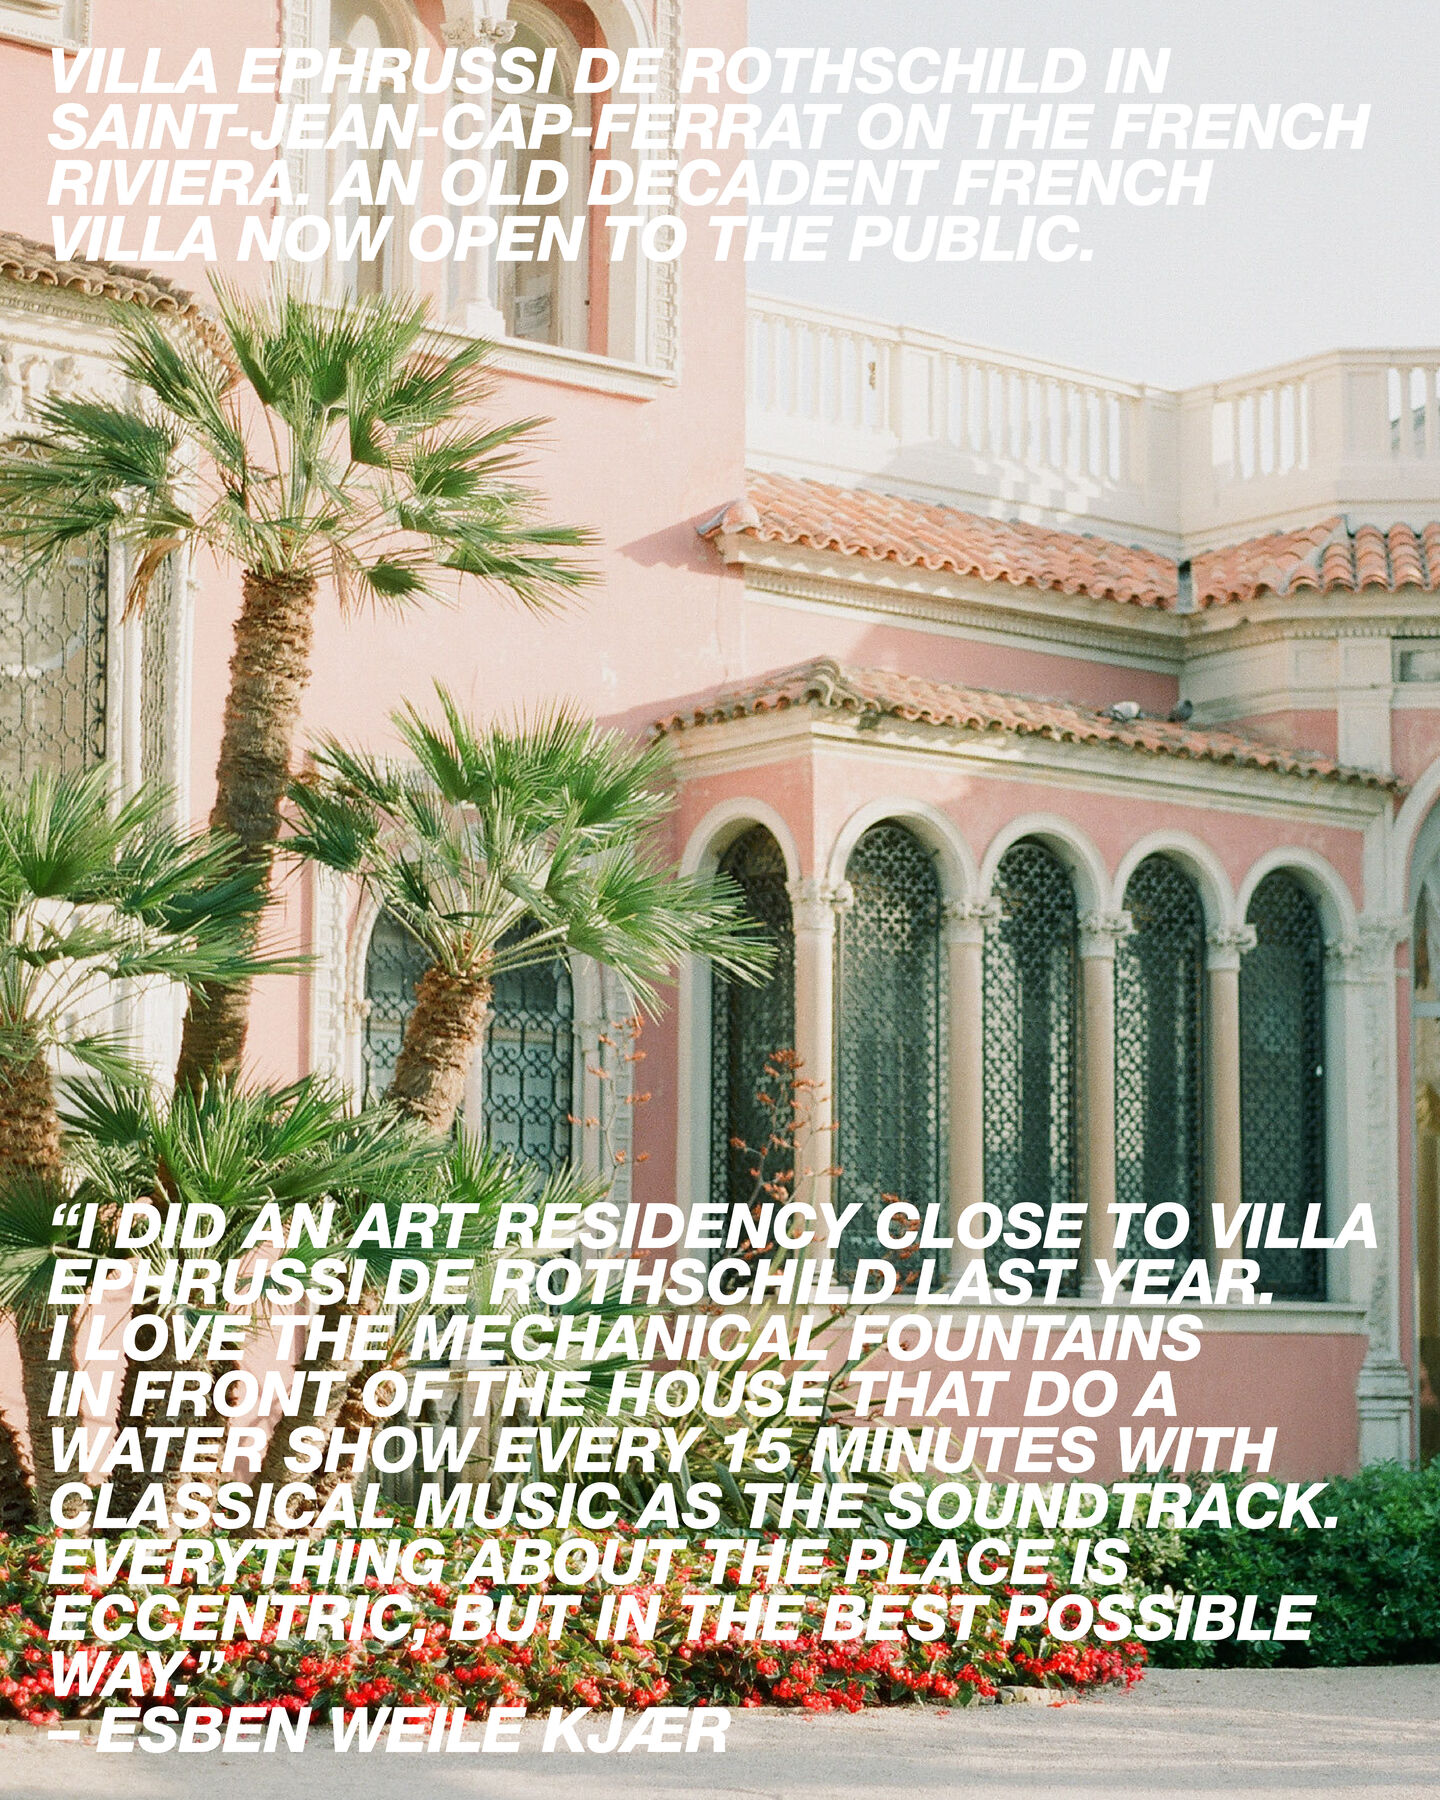 VILLA EPHRUSSI DE ROTHSCHILD IN
SAINT-JEAN-CAP-FERRAT ON THE FRENCH
RIVIERA. AN OLD DECADENT FRENCH
VILLA NOW OPEN TO THE PUBLIC.
“I DID AN ART RESIDENCY CLOSE TO VILLA
EPHRUSSI DE ROTHSCHILD LAST YEAR.
I LOVE THE MECHANICAL FOUNTAINS
IN FRONT OF THE HOUSE THAT DO A
WATER SHOW EVERY 15 MINUTES WITH
CLASSICAL MUSIC AS THE SOUNDTRACK.
EVERYTHING ABOUT THE PLACE IS
ECCENTRIC, BUT IN THE BEST POSSIBLE
WAY.”
– ESBEN WEILE KJÆR